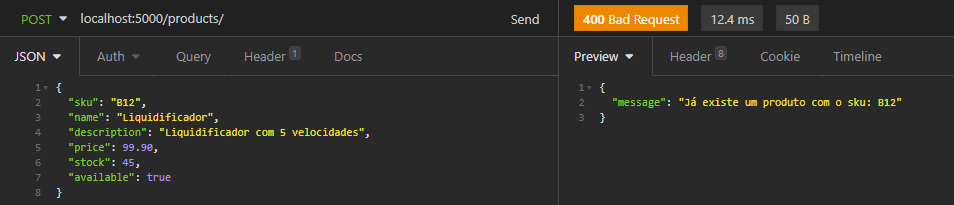 POST localhost:5000/products/ Send
JSON Auth Query Header 1 Docs
1 {
2 "sku": "B12",
3 "name": "Liquidificador",
4 "description": "Liquidificador com 5 velocidades",
5 "price": 99.90,
6 "stock": 45,
7 "available": true
8 }
400 Bad Request 12.4 ms 50 B
Preview Header 8 Cookie Timeline
1 {
2 "message": "Já existe um produto com o sku: B12"
3 }